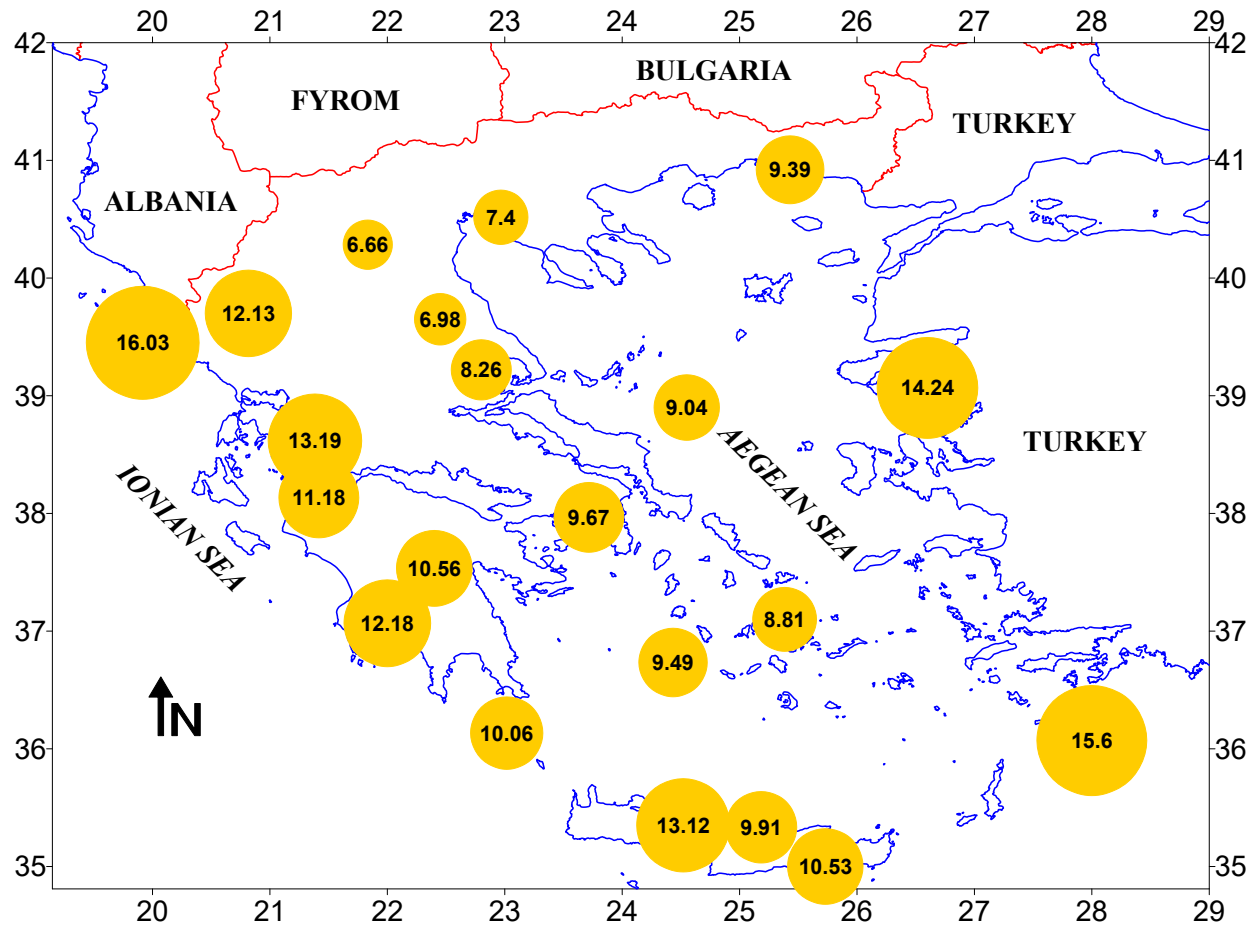 20 21 22 23 24 25 26 27 28 29
42 42
BULGARIA
FYROM
TURKEY
41 41
9.39
ALBANIA
7.4
6.66
40 40
12.13
6.98
16.03
8.26
14.24
39 39
9.04
13.19
TURKEY
AEGEAN SEA
11.18
IONIAN SEA
38 38
9.67
10.56
8.81
12.18
37 37
9.49
N
10.06
15.6
36 36
13.12
9.91
10.53
35 35
20 21 22 23 24 25 26 27 28 29